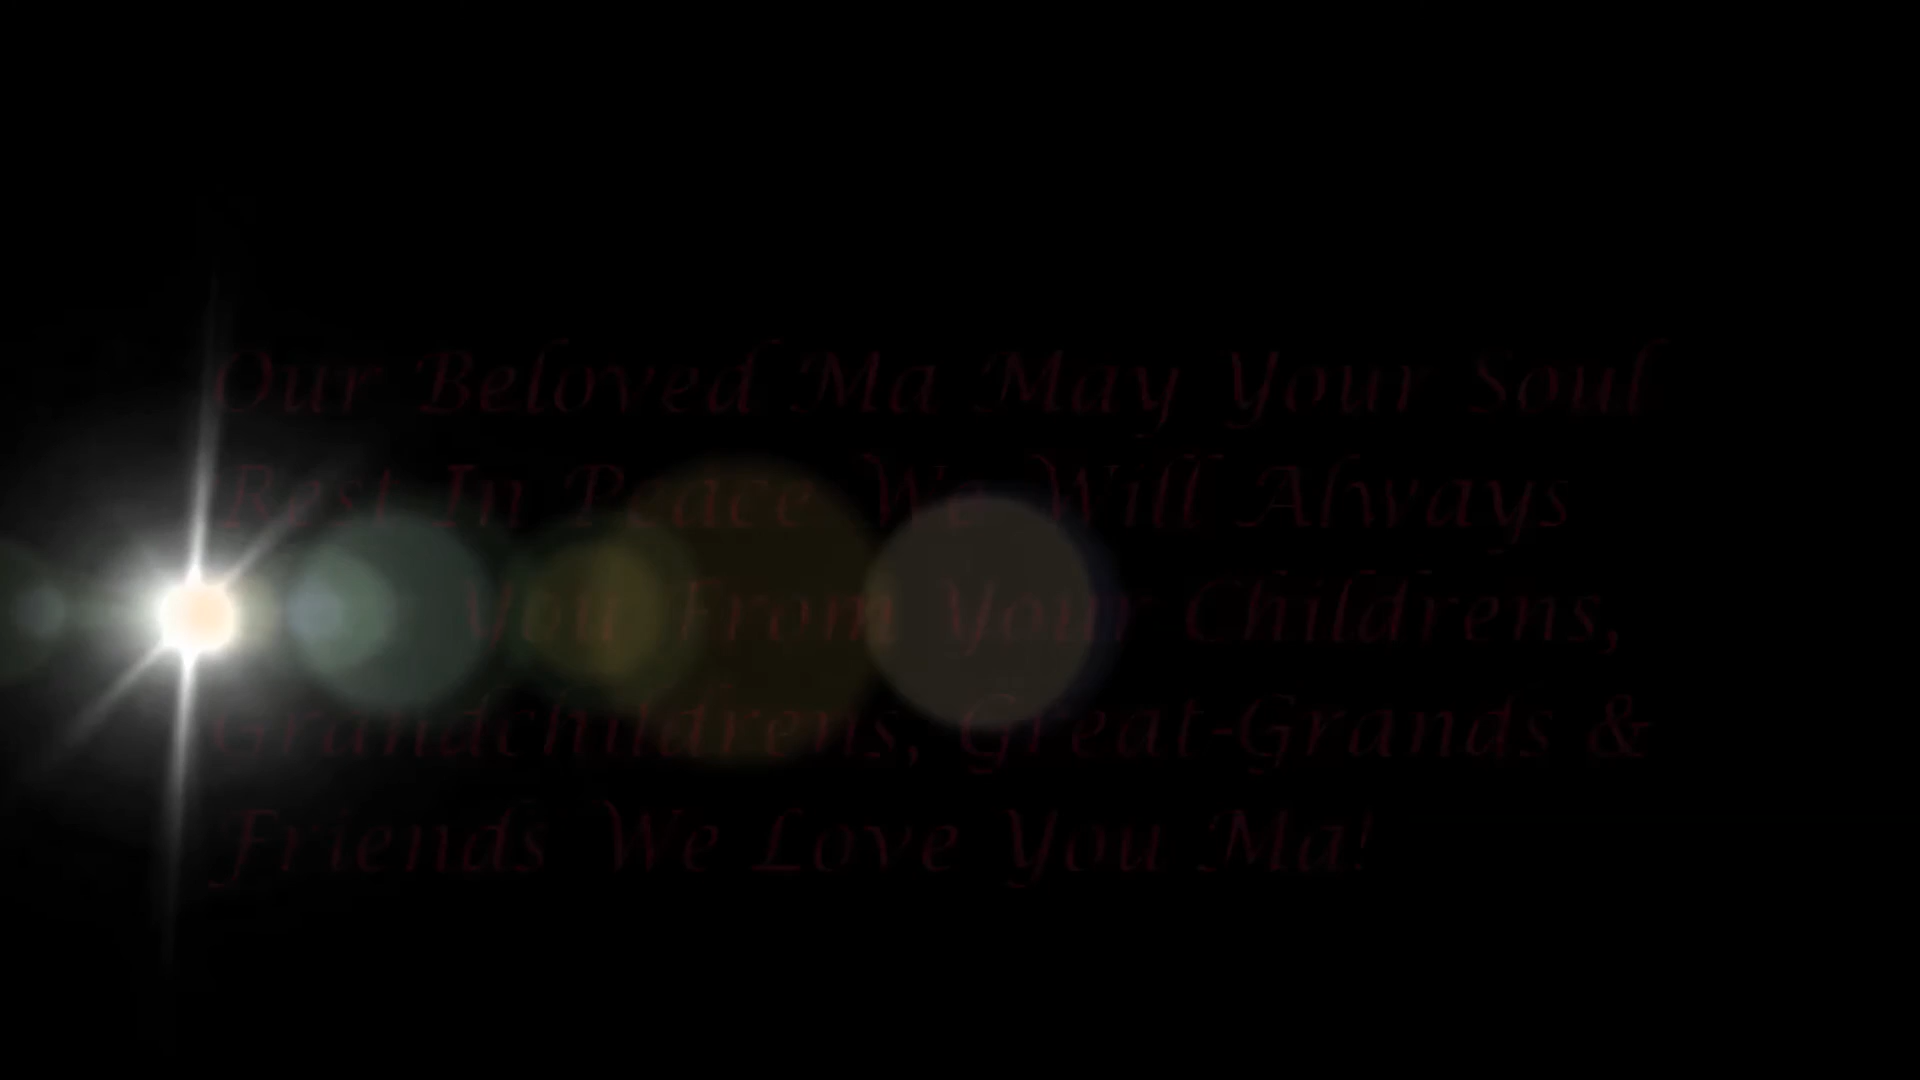 Our Beloved Ma May Your Soul
Rest In Peace We Will Always
You From Your Childrens,
Grandchildrens, Great-Grands &
Friends We Love You Ma!